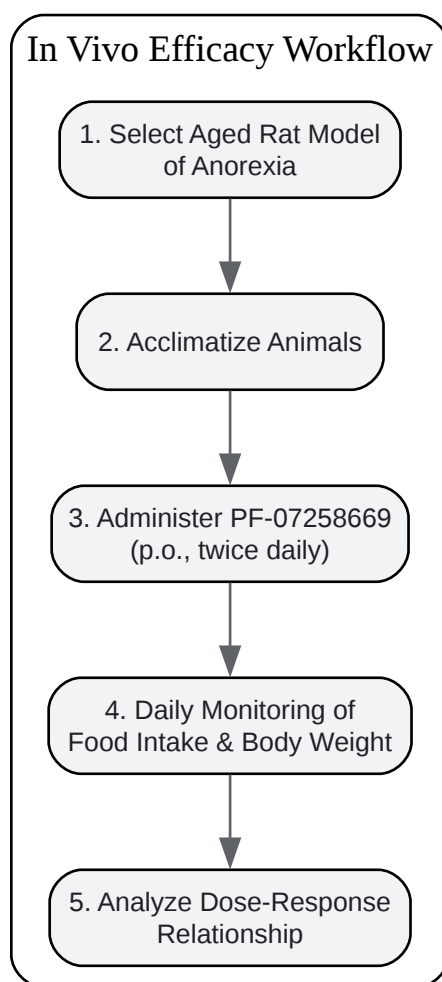 In Vivo Efficacy Workflow
1. Select Aged Rat Model
of Anorexia
2. Acclimatize Animals
3. Administer PF-07258669
(p.o., twice daily)
4. Daily Monitoring of
Food Intake & Body Weight
5. Analyze Dose-Response
Relationship